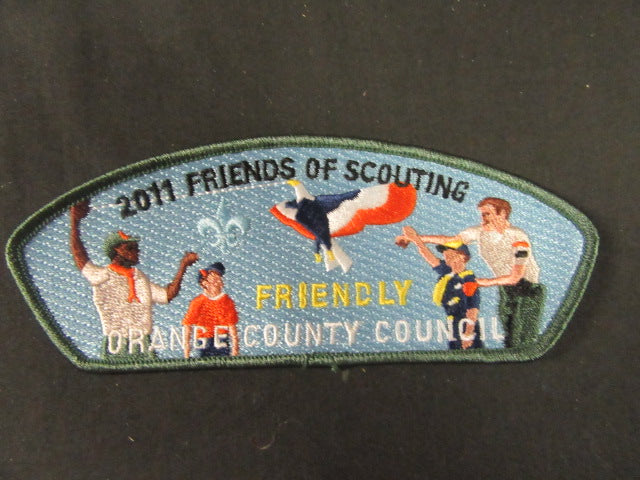 2011 FRIENDS OF SCOUTING
FRIENDLY
ORANGE COUNTY COUNCIL